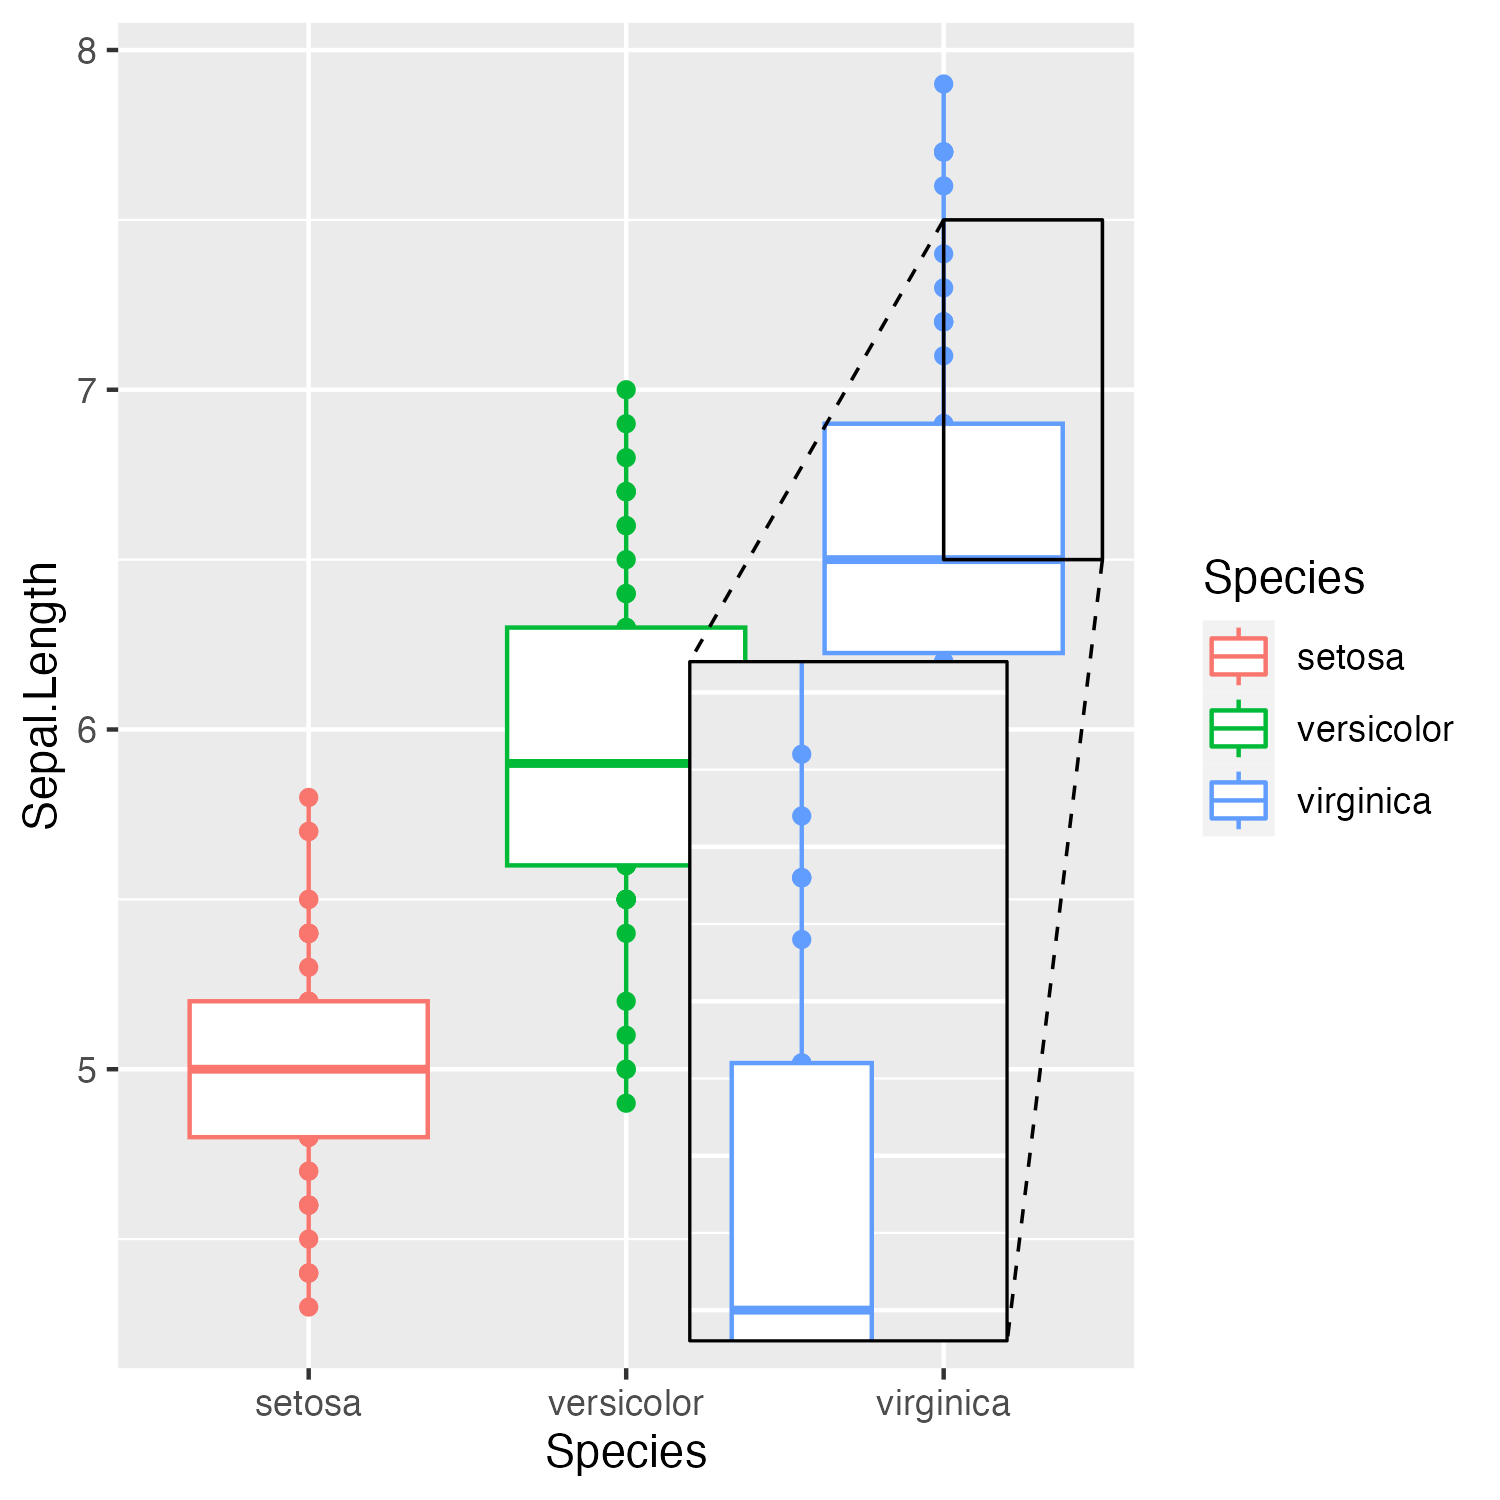 8
7
6
5
Sepal.Length
setosa
versicolor
virginica
Species
Species
setosa
versicolor
virginica